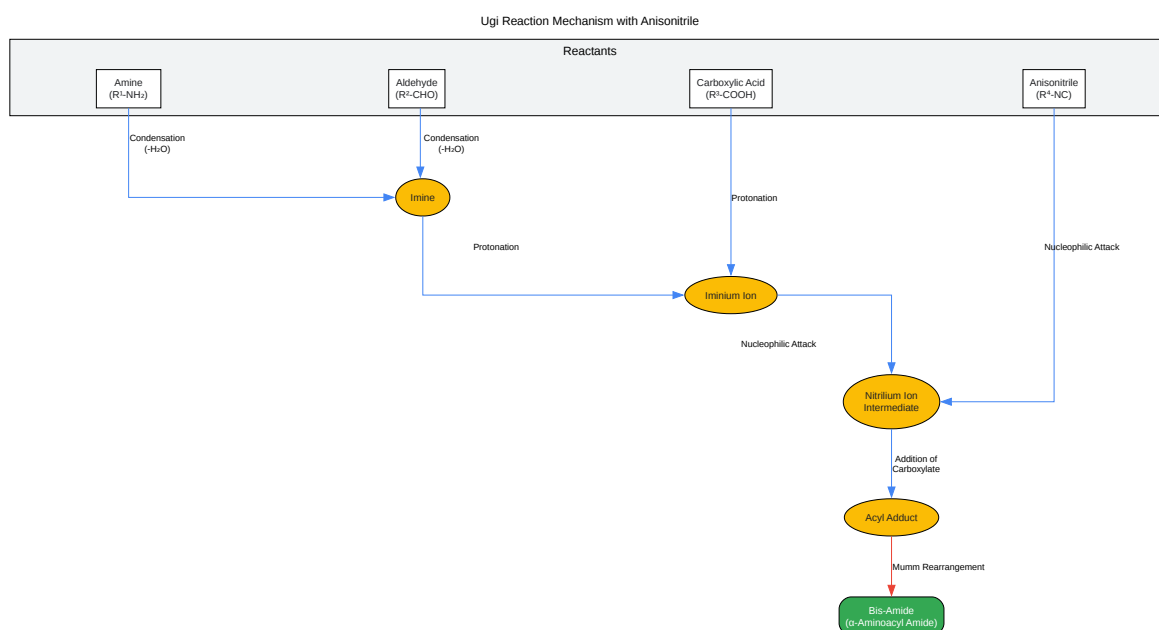 Ugi Reaction Mechanism with Anisonitrile
Reactants
Amine
(R¹-NH₂)
Aldehyde
(R²-CHO)
Carboxylic Acid
(R³-COOH)
Anisonitrile
(R⁴-NC)
Condensation
(-H₂O)
Condensation
(-H₂O)
Imine
Protonation
Protonation
Nucleophilic Attack
Iminium Ion
Nucleophilic Attack
Nitrilium Ion
Intermediate
Addition of
Carboxylate
Acyl Adduct
Mumm Rearrangement
Bis-Amide
(α-Aminoacyl Amide)